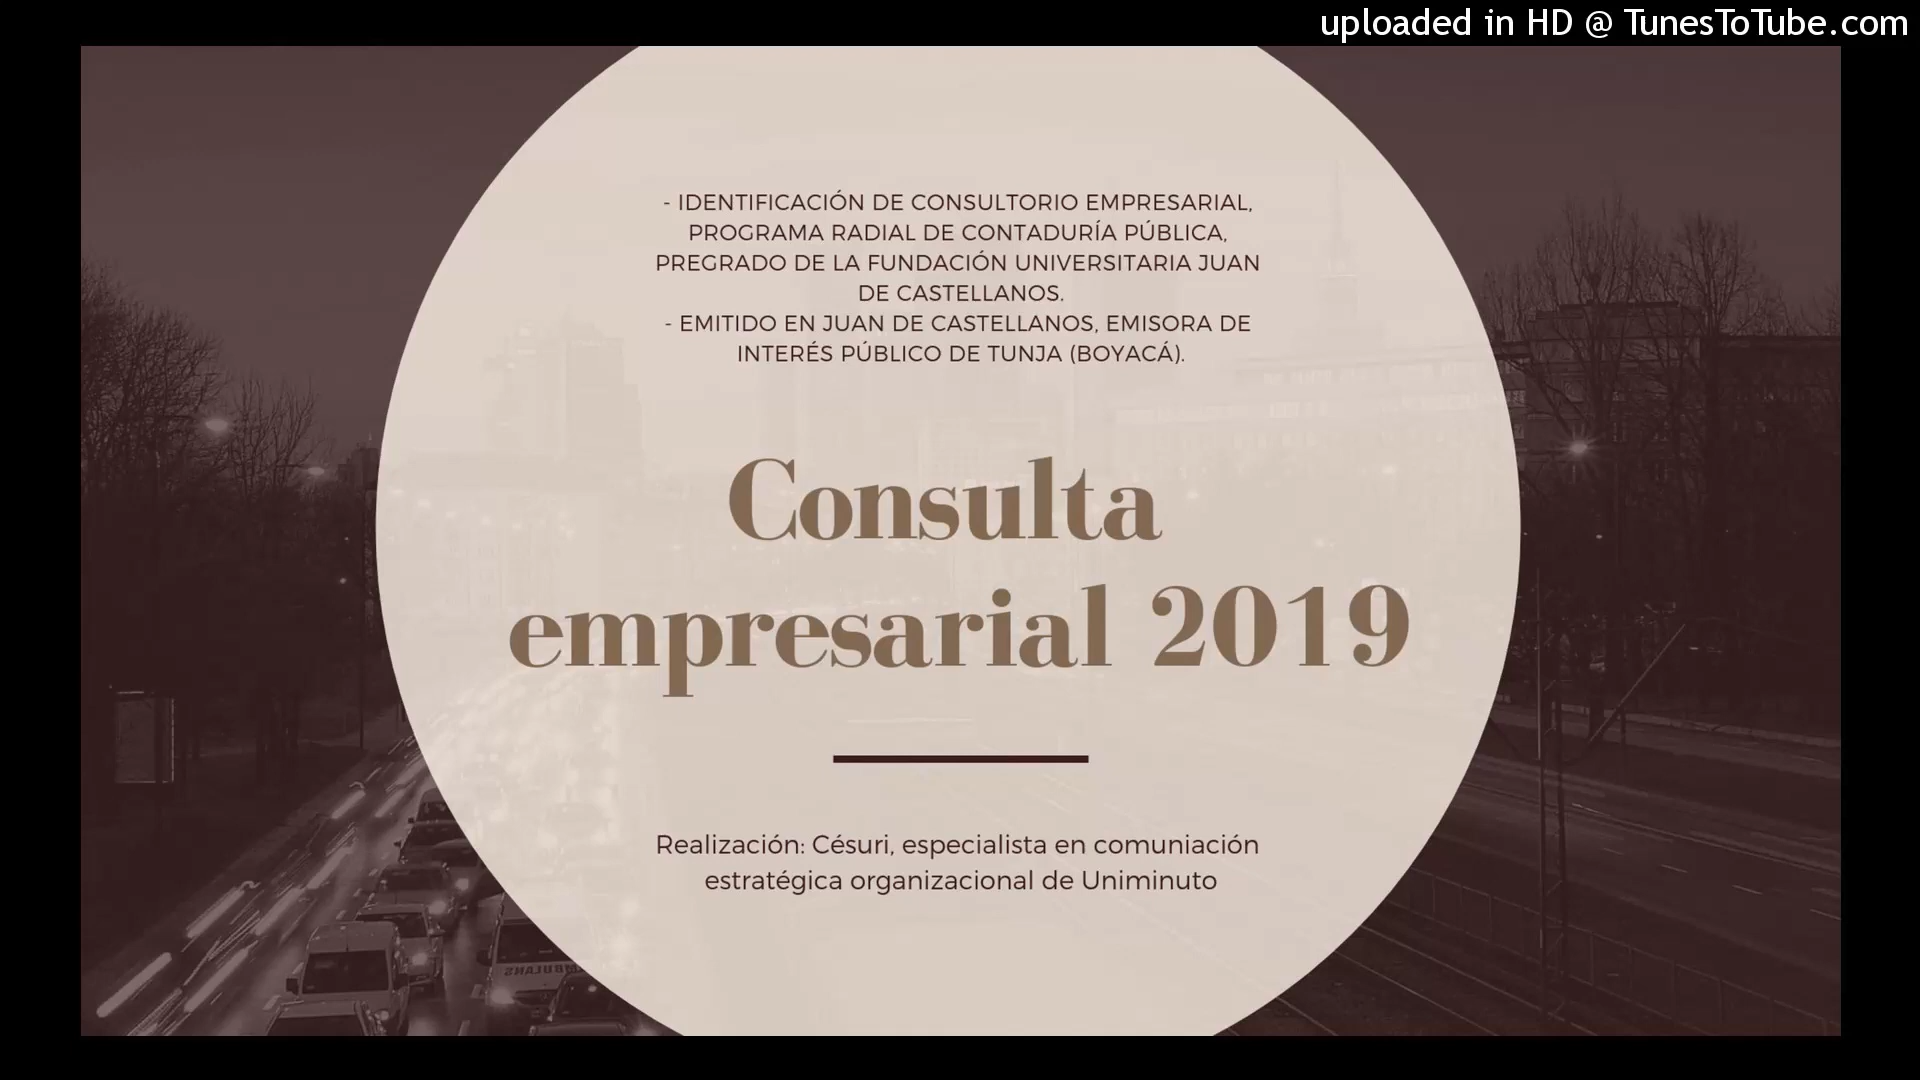 uploaded in HD @ TunesToTube.com
- IDENTIFICACIÓN DE CONSULTORIO EMPRESARIAL,
PROGRAMA RADIAL DE CONTADURÍA PÚBLICA,
PREGRADO DE LA FUNDACIÓN UNIVERSITARIA JUAN
DE CASTELLANOS.
- EMITIDO EN JUAN DE CASTELLANOS, EMISORA DE
INTERÉS PÚBLICO DE TUNJA (BOYACÁ).
Consulta
empresarial 2019
Realización: Césuri, especialista en comuniación
estratégica organizacional de Uniminuto